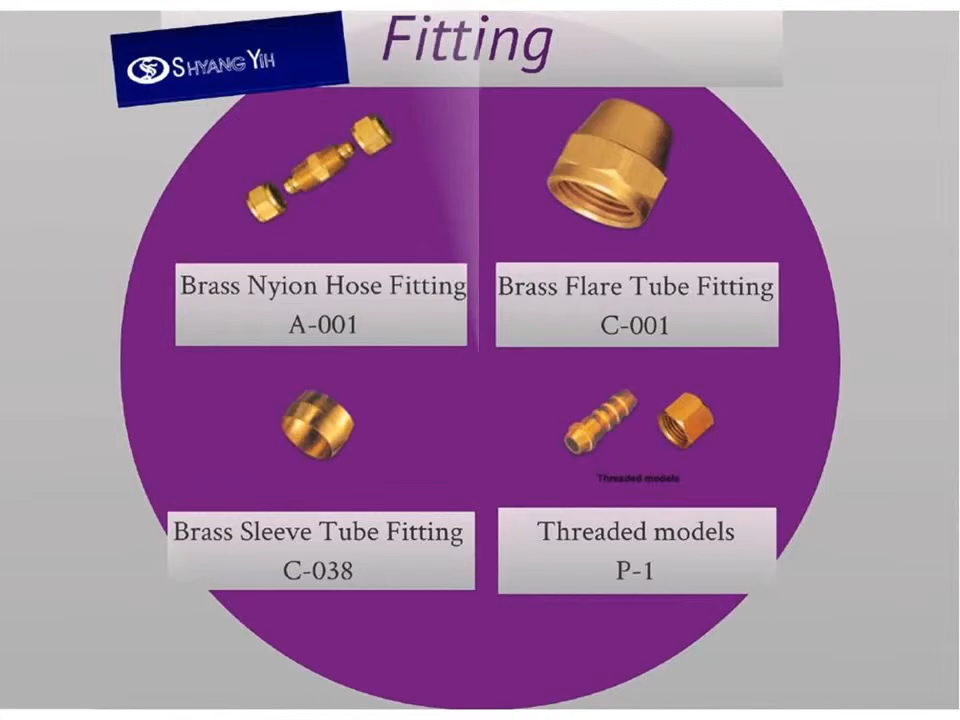 Fitting
SHYANG YIH
Brass Nyion Hose Fitting
A-001
Brass Flare Tube Fitting
C-001
Threaded models
Brass Sleeve Tube Fitting
C-038
Threaded models
P-1